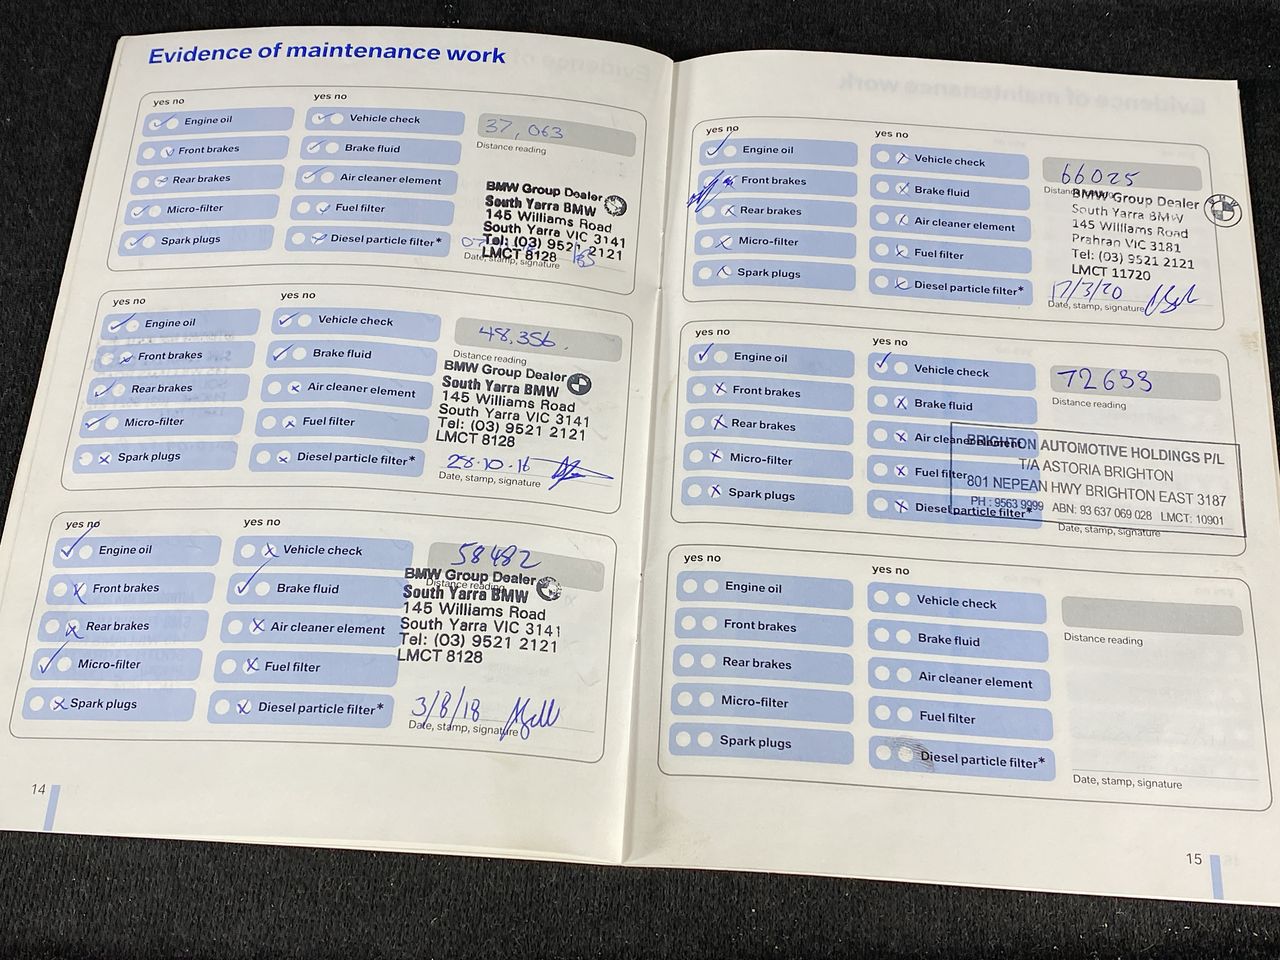 Evidence of maintenance work
yes no
yes no
Engine oil
Vehicle check
37,063
Distance reading
Front brakes
Brake fluid
Rear brakes
Air cleaner element
Micro-filter
Fuel filter
Spark plugs
Diesel particle filter*
BMW Group Dealer
South Yarra BMW
145 Williams Road
South Yarra VIC 3141
Tel: (03) 9521 2121
LMCT 8128
Date, stamp, signature
yes no
yes no
Engine oil
Vehicle check
48,356.
Distance reading
Front brakes
Brake fluid
Rear brakes
Air cleaner element
Micro-filter
Fuel filter
Spark plugs
Diesel particle filter*
BMW Group Dealer
South Yarra BMW
145 Williams Road
South Yarra VIC 3141
Tel: (03) 9521 2121
LMCT 8128
28.10.16
Date, stamp, signature
yes no
yes no
Engine oil
Vehicle check
58482
Distance reading
Front brakes
Brake fluid
Rear brakes
Air cleaner element
Micro-filter
Fuel filter
Spark plugs
Diesel particle filter*
BMW Group Dealer
South Yarra BMW
145 Williams Road
South Yarra VIC 3141
Tel: (03) 9521 2121
LMCT 8128
3/8/18
Date, stamp, signature
14
yes no
yes no
Engine oil
Vehicle check
66025
Front brakes
Brake fluid
Rear brakes
Air cleaner element
Micro-filter
Fuel filter
Spark plugs
Diesel particle filter*
BMW Group Dealer
South Yarra BMW
145 Williams Road
Prahran VIC 3181
Tel: (03) 9521 2121
LMCT 11720
BMW
17/3/20
Date, stamp, signature
yes no
yes no
Engine oil
Vehicle check
72633
Distance reading
Front brakes
Brake fluid
Rear brakes
Air cleaner element
Micro-filter
Fuel filter
Spark plugs
Diesel particle filter*
BRIGHTON AUTOMOTIVE HOLDINGS P/L
T/A ASTORIA BRIGHTON
801 NEPEAN HWY BRIGHTON EAST 3187
PH : 9563 9999 ABN: 93 637 069 028 LMCT: 10901
Date, stamp, signature
yes no
yes no
Engine oil
Vehicle check
Distance reading
Front brakes
Brake fluid
Rear brakes
Air cleaner element
Micro-filter
Fuel filter
Spark plugs
Diesel particle filter*
Date, stamp, signature
15